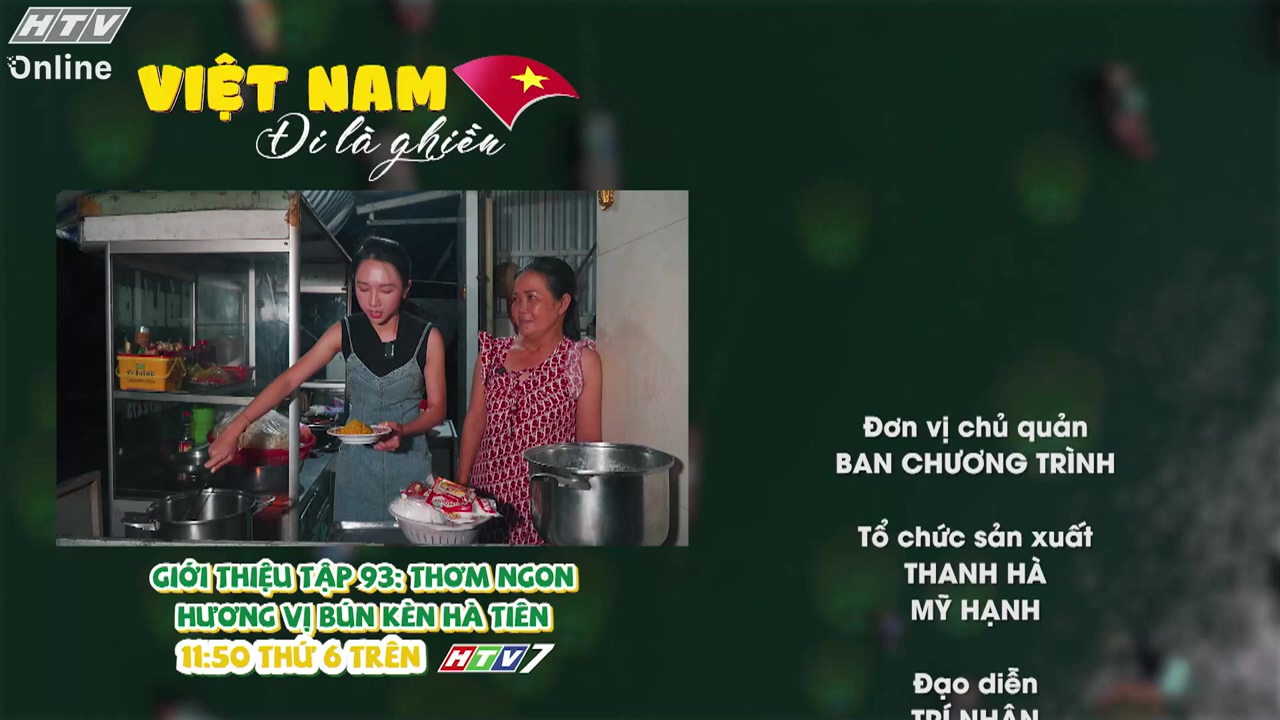 HTV
Online
VIỆT NAM
Đi là ghiền
GIỚI THIỆU TẬP 93: THƠM NGON
HƯƠNG VỊ BÚN KÈN HÀ TIÊN
11:50 THỨ 6 TRÊN HTV7
Đơn vị chủ quản
BAN CHƯƠNG TRÌNH
Tổ chức sản xuất
THANH HÀ
MỸ HẠNH
Đạo diễn
TRÍ NHÂN